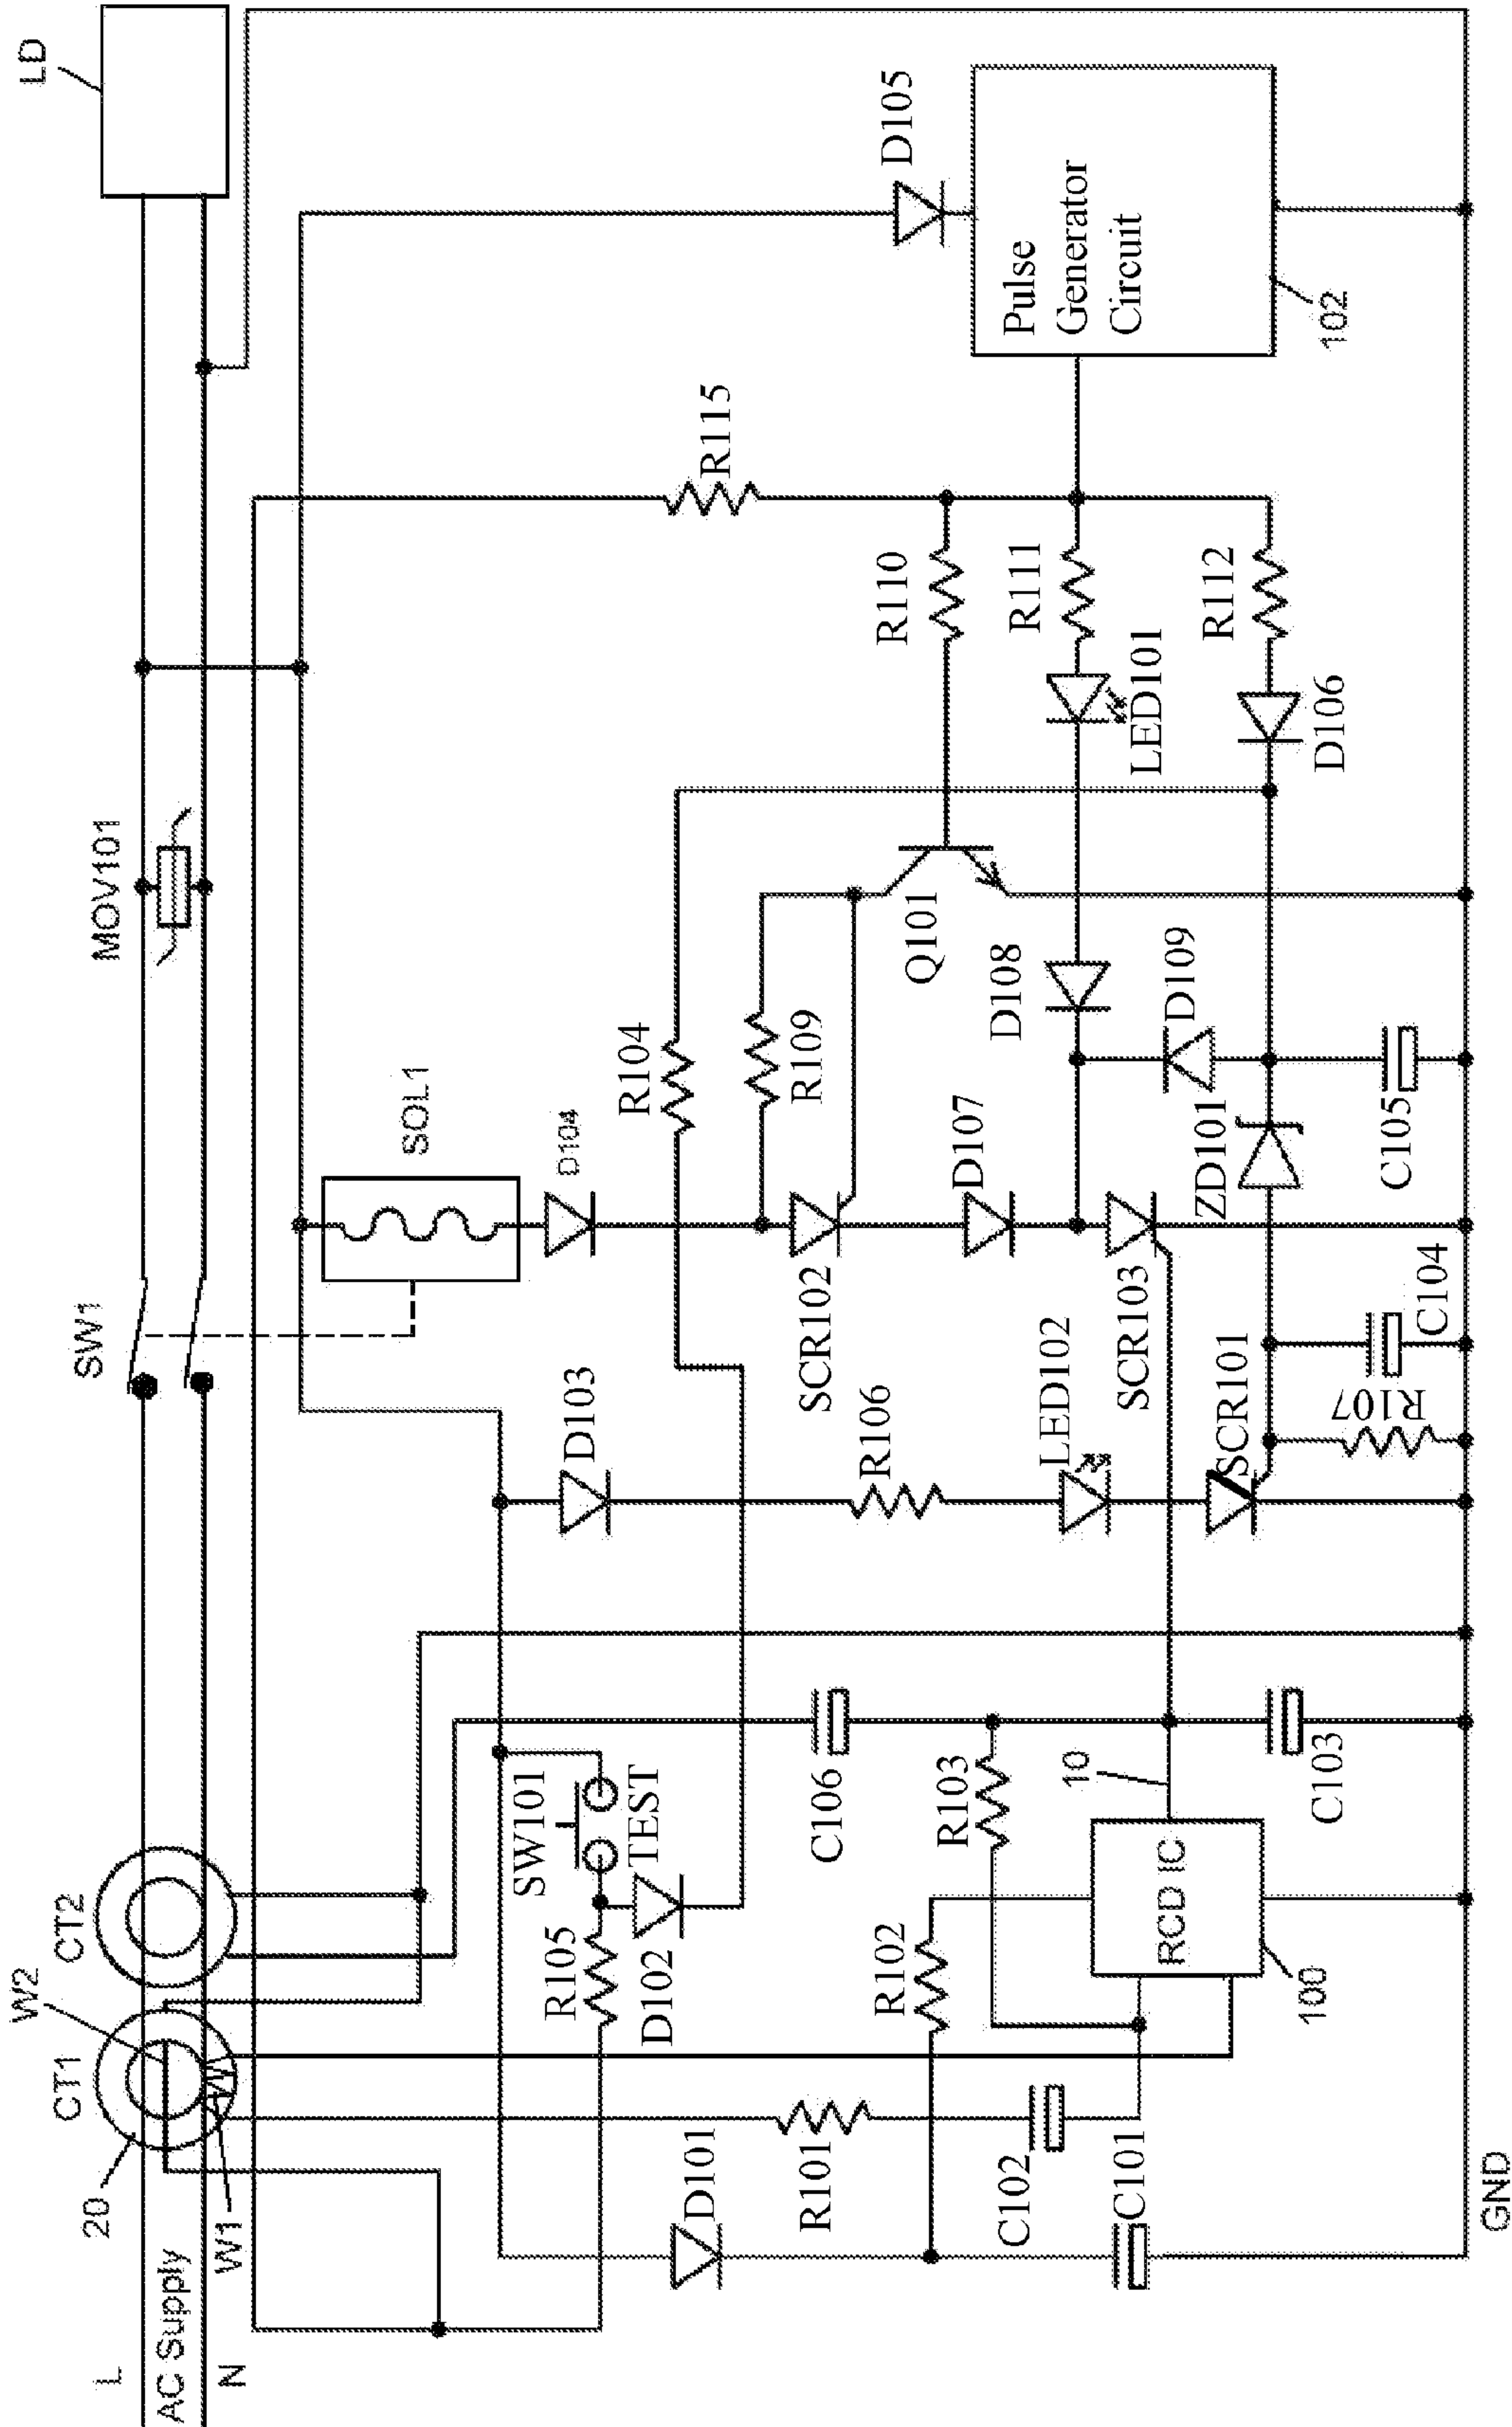 LD
D105
Pulse
Generator
Circuit
102
R115
R110
R111
R112
LED101
D106
MOV101
Q101
D108
D109
R104
R109
SOL1
D104
D107
ZD101
C105
SW1
SCR102
SCR103
C104
D103
R106
LED102
SCR101
R107
CT2
W2
CT1
SW101
TEST
C106
R103
10
C103
R105
D102
R102
RCD IC
100
20
W1
D101
R101
C102
C101
L
AC Supply
N
GND